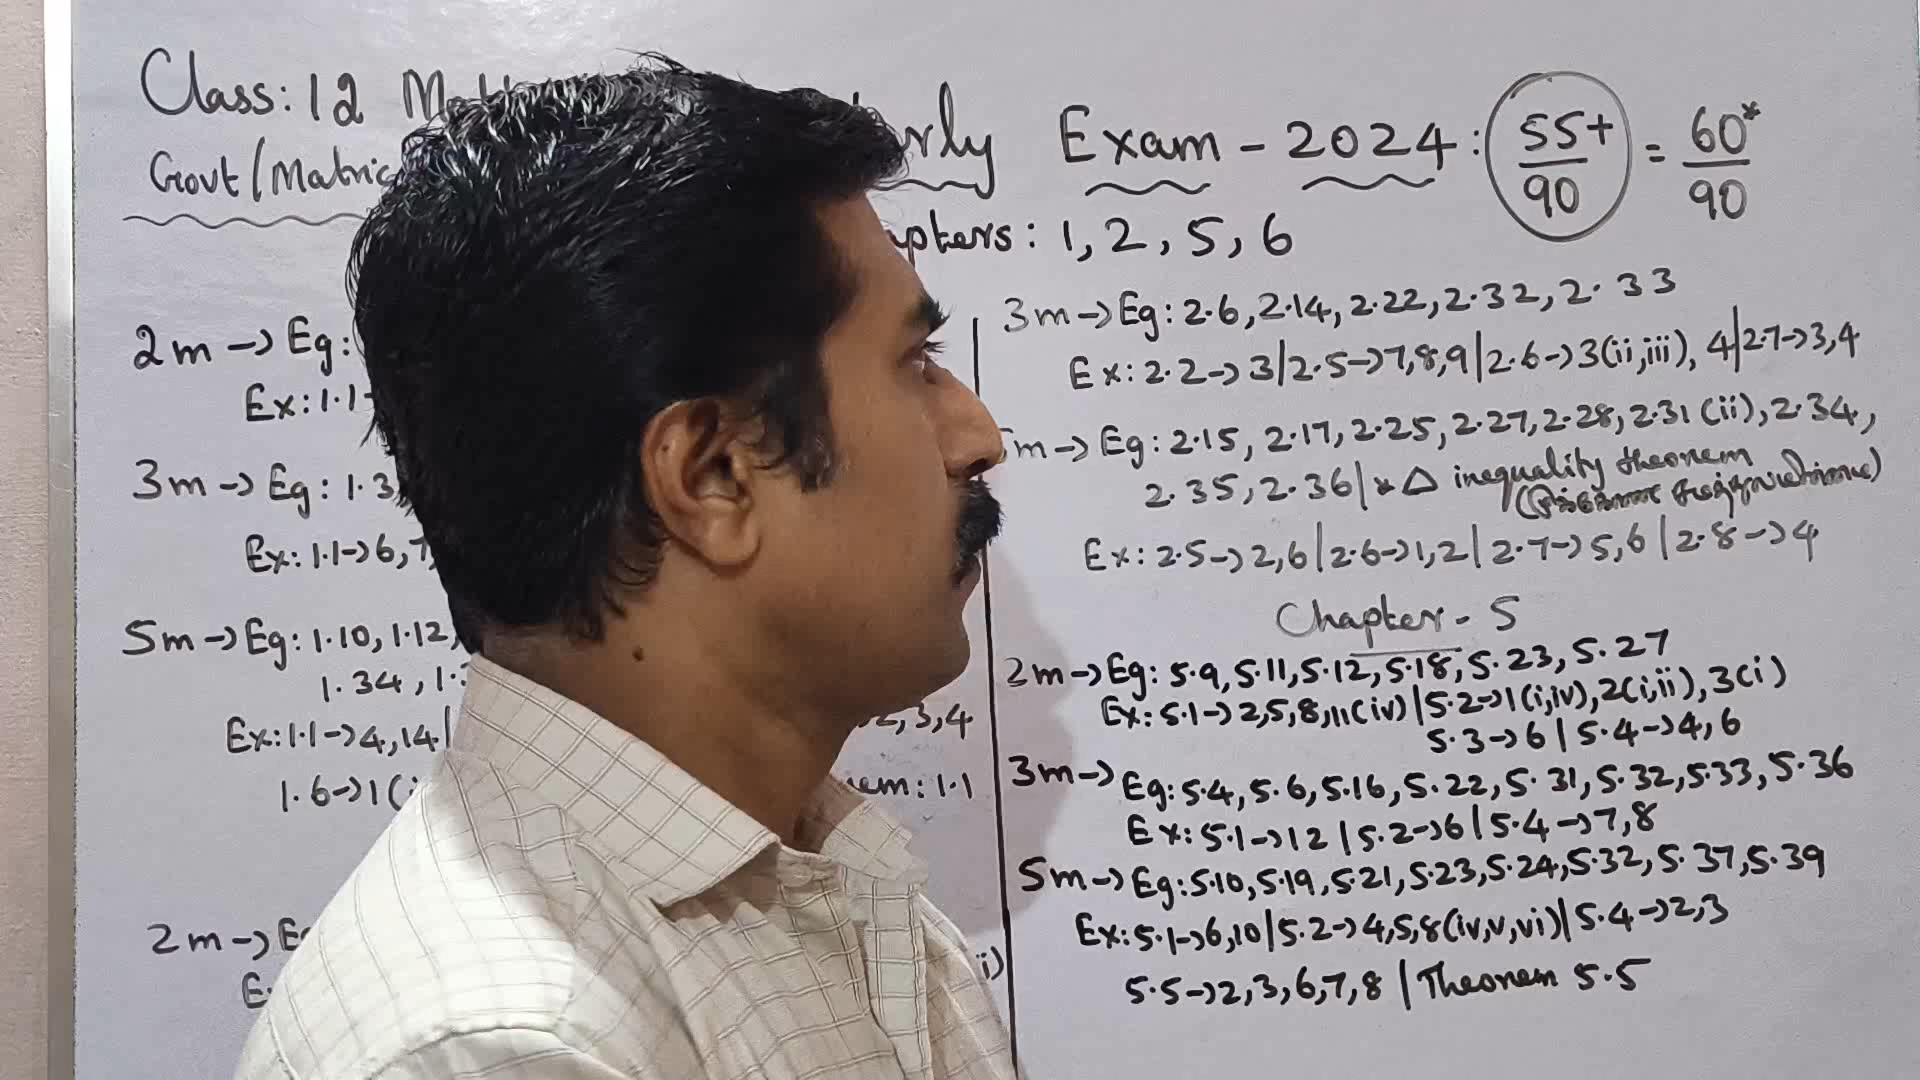 Class: 12
Exam - 2024: 55+/90 = 60*/90
Govt/Matric
: 1, 2, 5, 6
2m → Eg:
Ex: 1.1
3m → Eg: 1.3,
Ex: 1.1→6, 7
5m → Eg: 1.10, 1.12,
1.34,
Ex: 1.1→4, 14|
2, 3, 4
1.6→1(
: 1.1
2m →
3m → Eg: 2.6, 2.14, 2.22, 2.32, 2.33
Ex: 2.2→3|2.5→7,8,9|2.6→3(ii,iii), 4|2.7→3,4
m → Eg: 2.15, 2.17, 2.25, 2.27, 2.28, 2.31(ii), 2.34,
2.35, 2.36|* Δ inequality theorem
Ex: 2.5→2,6|2.6→1,2|2.7→5,6|2.8→4
Chapter - 5
2m → Eg: 5.9, 5.11, 5.12, 5.18, 5.23, 5.27
Ex: 5.1→2,5,8,11(iv)|5.2→1(i,iv), 2(i,ii), 3(i)
5.3→6|5.4→4, 6
3m → Eg: 5.4, 5.6, 5.16, 5.22, 5.31, 5.32, 5.33, 5.36
Ex: 5.1→12|5.2→6|5.4→7,8
5m → Eg: 5.10, 5.19, 5.21, 5.23, 5.24, 5.32, 5.37, 5.39
Ex: 5.1→6,10|5.2→4,5,8(iv,v,vi)|5.4→2,3
5.5→2,3,6,7,8|Theorem 5.5